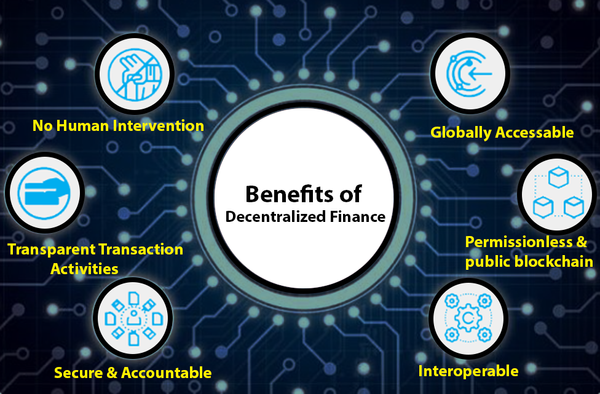 Benefits of
Decentralized Finance
No Human Intervention
Globally Accessable
Transparent Transaction
Activities
Permissionless &
public blockchain
Secure & Accountable
Interoperable